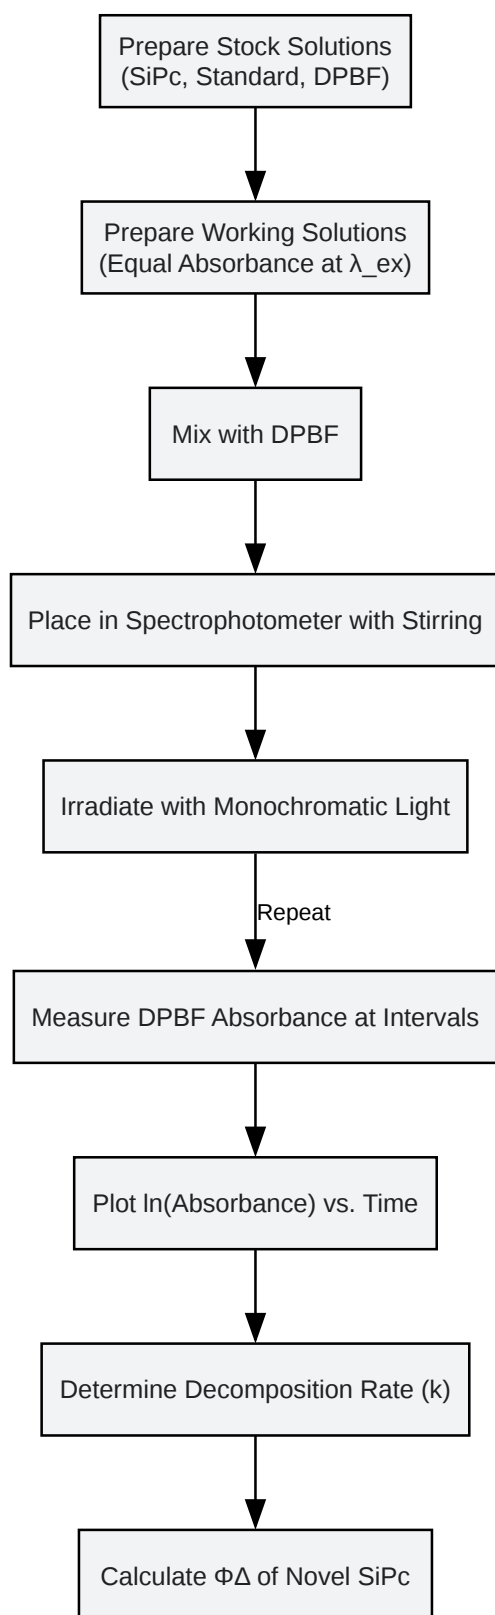 Prepare Stock Solutions
(SiPc, Standard, DPBF)
Prepare Working Solutions
(Equal Absorbance at λ_ex)
Mix with DPBF
Place in Spectrophotometer with Stirring
Irradiate with Monochromatic Light
Repeat
Measure DPBF Absorbance at Intervals
Plot ln(Absorbance) vs. Time
Determine Decomposition Rate (k)
Calculate ΦΔ of Novel SiPc